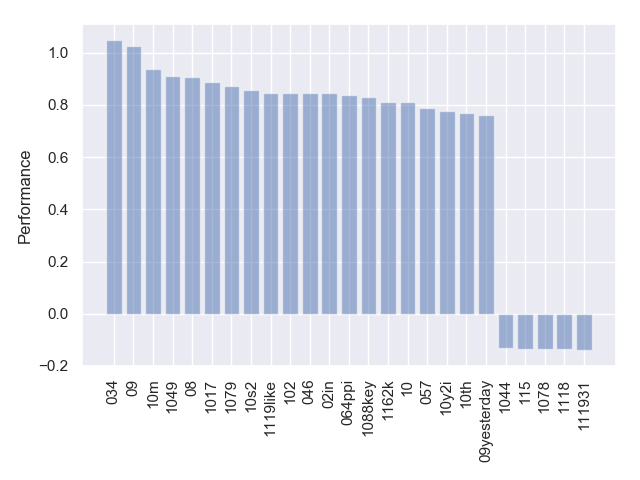 1.0
0.8
0.6
0.4
0.2
0.0
−0.2
Performance
034
09
10m
1049
08
1017
1079
10s2
1119like
102
046
02in
064ppi
1088key
1162k
10
057
10y2i
10th
09yesterday
1044
115
1078
1118
111931